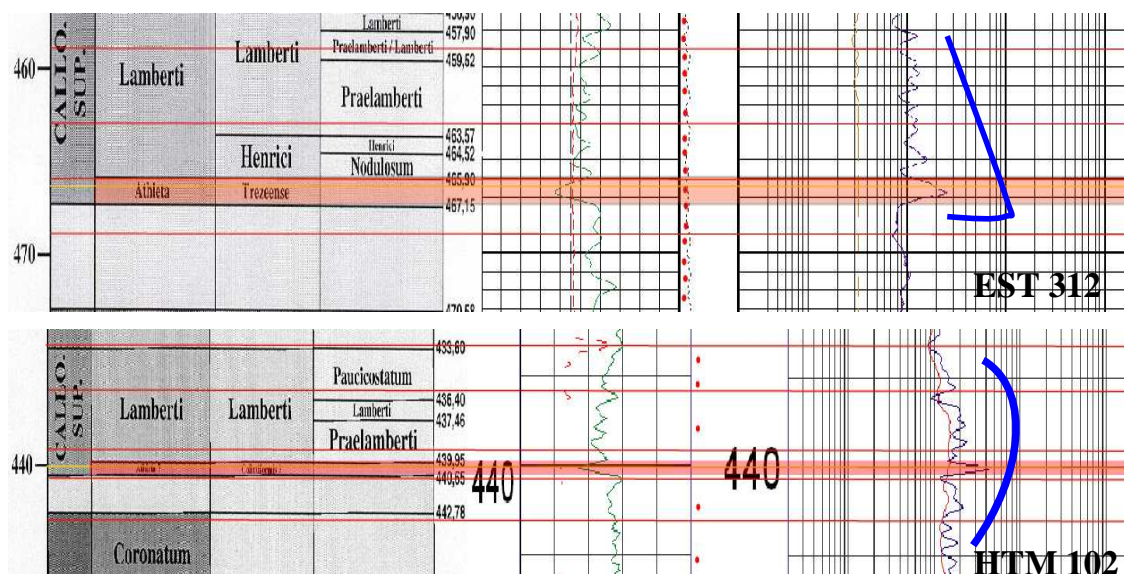 CALLO.
SUP.
460
470
Lamberti
Athleta
Lamberti
Henrici
Trezeense
Lamberti
Praelamberti / Lamberti
Praelamberti
Henrici
Nodulosum
457,90
459,52
463,57
464,52
467,15
EST 312
CALLO.
SUP.
440
Lamberti
Coronatum
Lamberti
Paucicostatum
Lamberti
Praelamberti
433,60
436,40
437,46
439,95
440,65
442,78
440
440
HTM 102